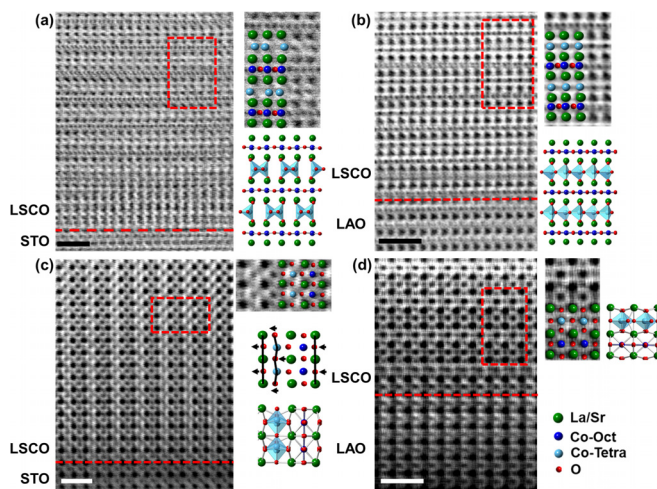 (a)
LSCO
STO
(b)
LSCO
LAO
(c)
LSCO
STO
(d)
LSCO
LAO
La/Sr
Co-Oct
Co-Tetra
O